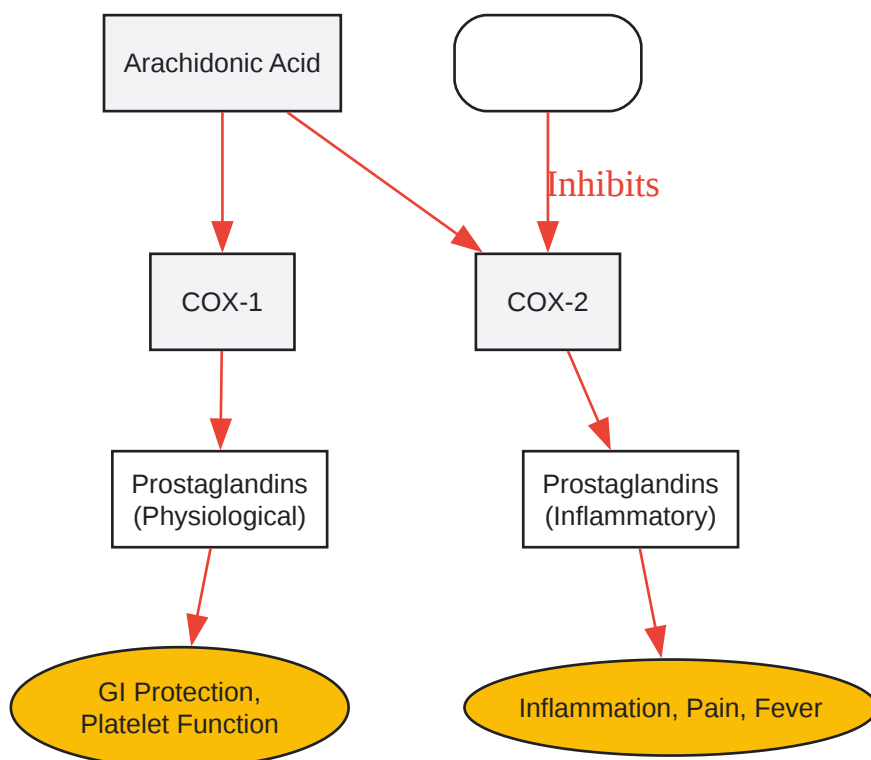 Arachidonic Acid
Inhibits
COX-1
COX-2
Prostaglandins
(Physiological)
Prostaglandins
(Inflammatory)
GI Protection,
Platelet Function
Inflammation, Pain, Fever